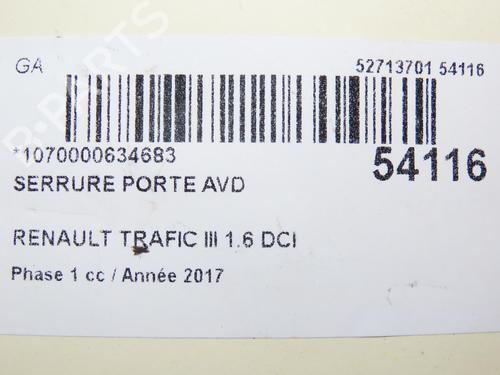 GA
52713701 54116
*1070000634683
54116
SERRURE PORTE AVD
RENAULT TRAFIC III 1.6 DCI
Phase 1 cc / Année 2017